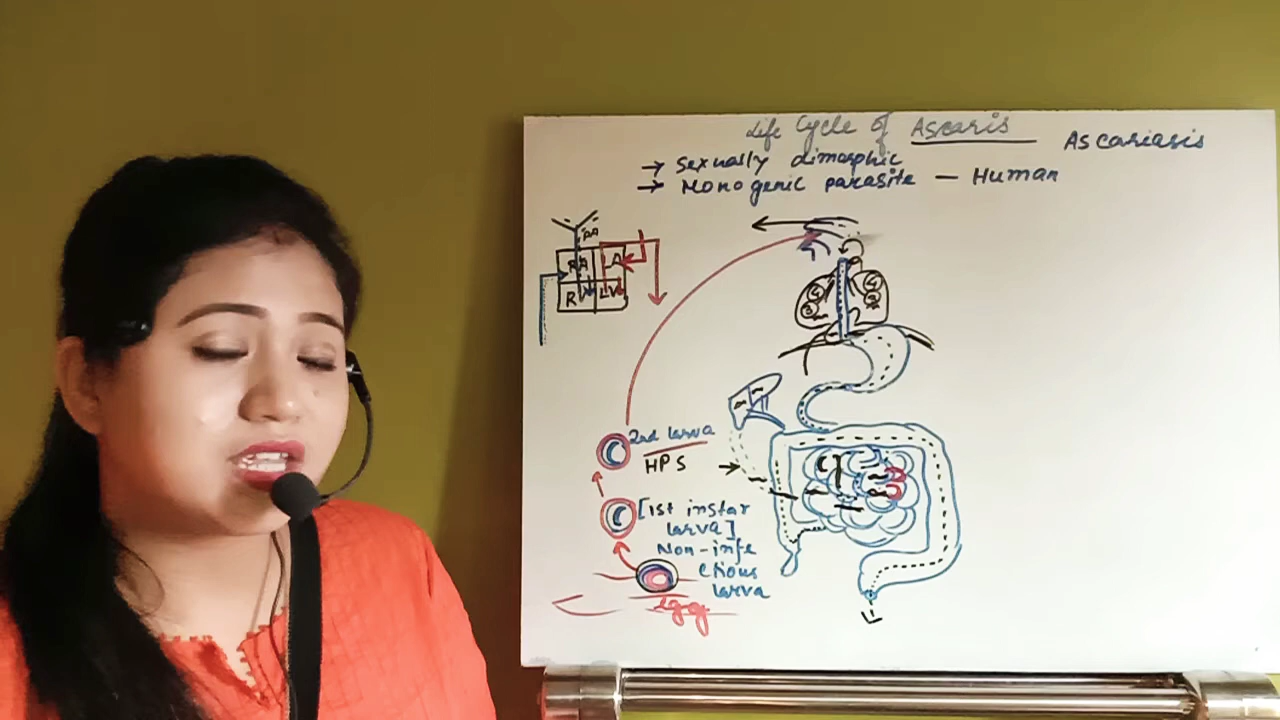 Life Cycle of Ascaris
Ascariasis
→ Sexually dimorphic
→ Monogenic parasite — Human
AA
RA LA
R LV
2nd larva
HPS
[1st instar
larva]
Non-infe
ctious
larva
Egg